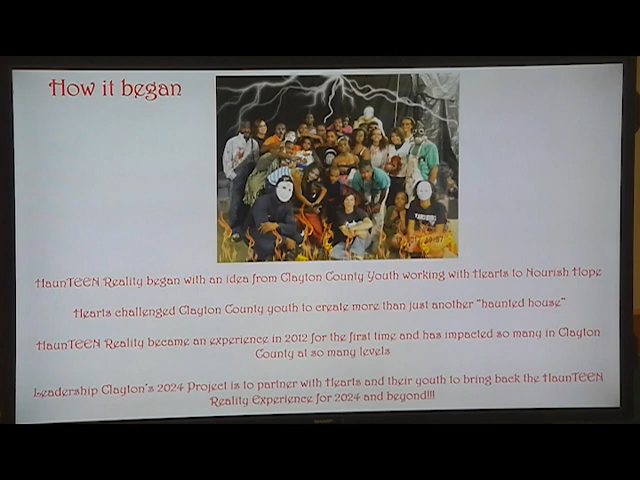 How it began
HaunTEEN Reality began with an idea from Clayton County Youth working with Hearts to Nourish Hope
Hearts challenged Clayton County youth to create more than just another "haunted house"
HaunTEEN Reality became an experience in 2012 for the first time and has impacted so many in Clayton
County at so many levels
Leadership Clayton's 2024 Project is to partner with Hearts and their youth to bring back the HaunTEEN
Reality Experience for 2024 and beyond!!!